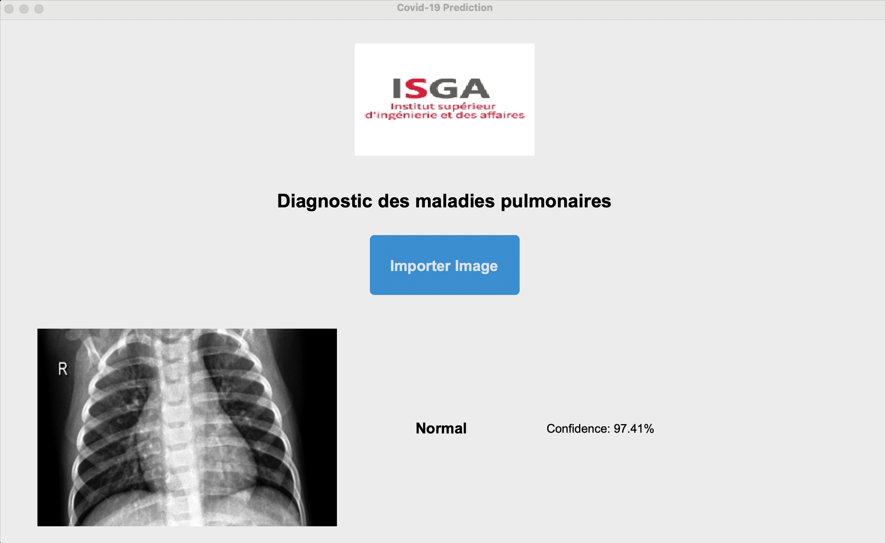 Covid-19 Prediction
ISGA
Institut supérieur
d'ingénierie et des affaires
Diagnostic des maladies pulmonaires
Importer Image
R
Normal
Confidence: 97.41%